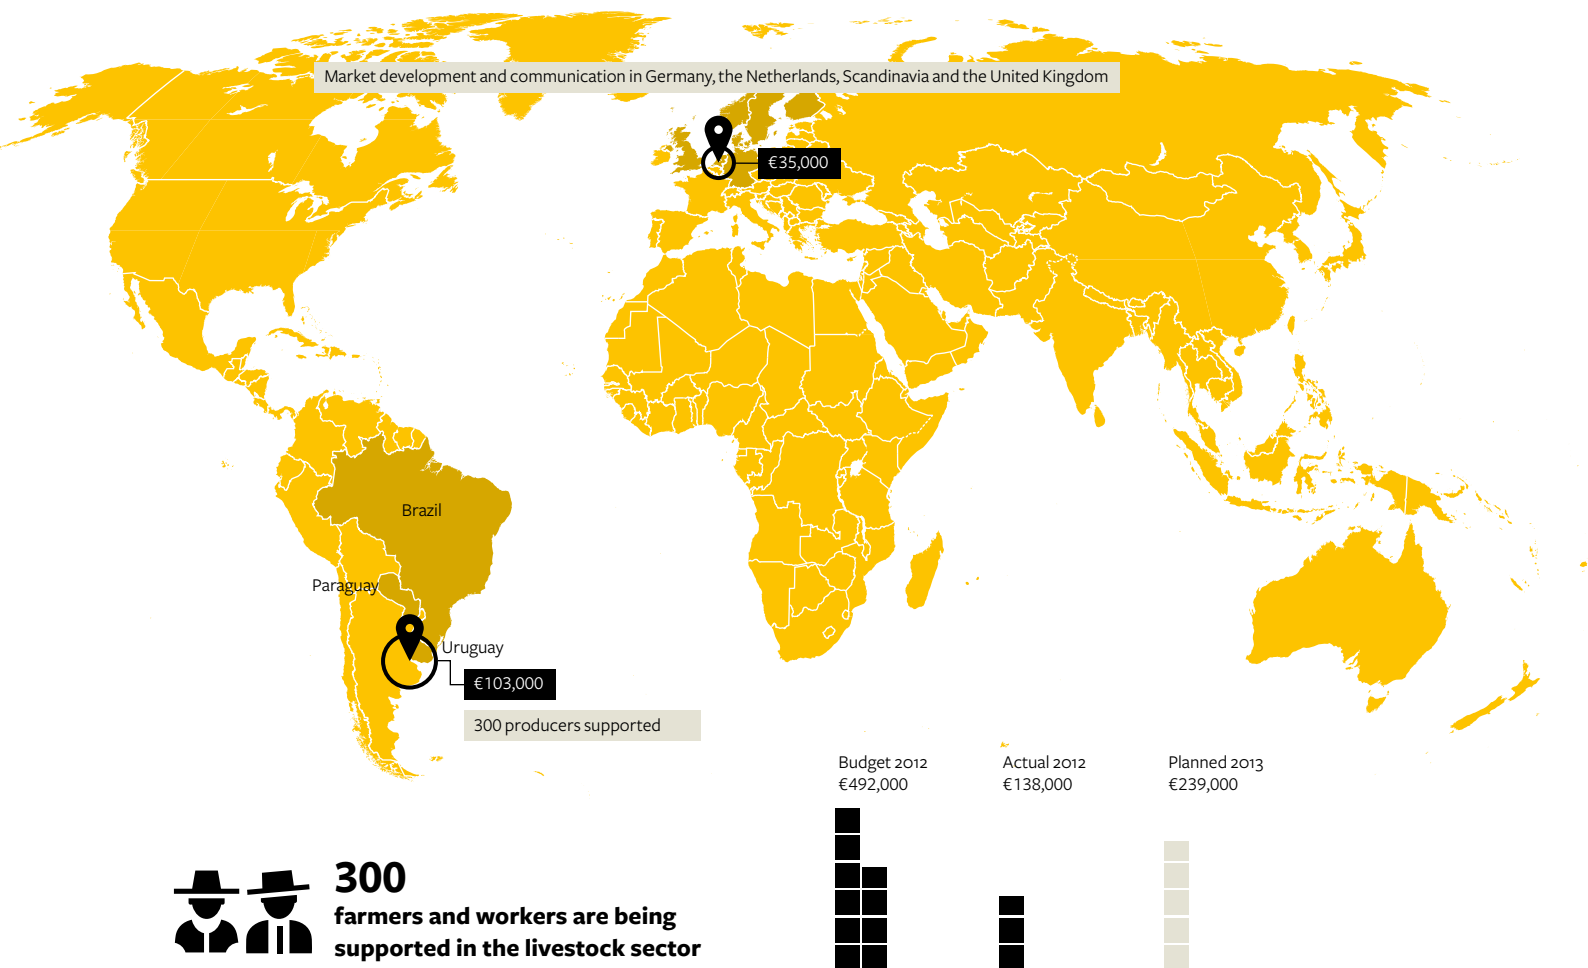 Market development and communication in Germany, the Netherlands, Scandinavia and the United Kingdom
€35,000
Brazil
Paraguay
Uruguay
€103,000
300 producers supported
Budget 2012
€492,000
Actual 2012
€138,000
Planned 2013
€239,000
300
farmers and workers are being
supported in the livestock sector